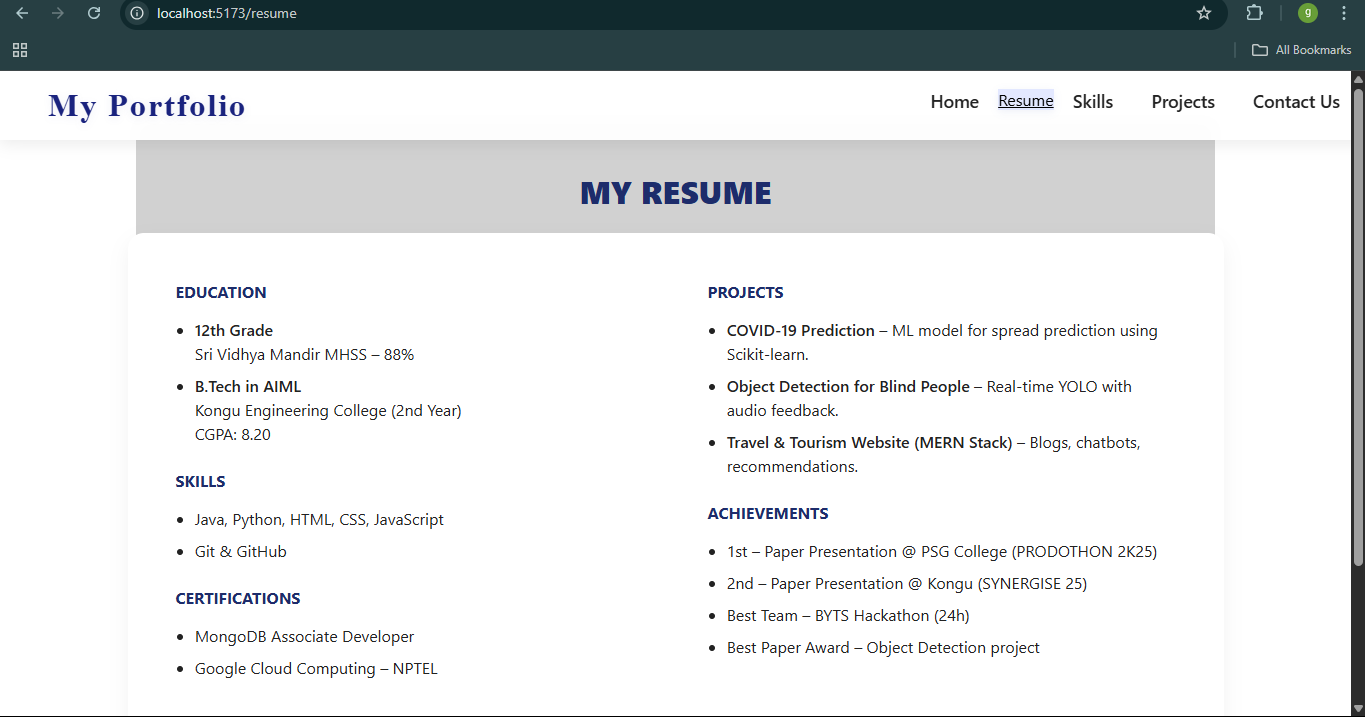 localhost:5173/resume
g
All Bookmarks
My Portfolio
Home Resume Skills Projects Contact Us
MY RESUME
EDUCATION
• 12th Grade
Sri Vidhya Mandir MHSS – 88%
• B.Tech in AIML
Kongu Engineering College (2nd Year)
CGPA: 8.20
SKILLS
• Java, Python, HTML, CSS, JavaScript
• Git & GitHub
CERTIFICATIONS
• MongoDB Associate Developer
• Google Cloud Computing – NPTEL
PROJECTS
• COVID-19 Prediction – ML model for spread prediction using
Scikit-learn.
• Object Detection for Blind People – Real-time YOLO with
audio feedback.
• Travel & Tourism Website (MERN Stack) – Blogs, chatbots,
recommendations.
ACHIEVEMENTS
• 1st – Paper Presentation @ PSG College (PRODOTHON 2K25)
• 2nd – Paper Presentation @ Kongu (SYNERGISE 25)
• Best Team – BYTS Hackathon (24h)
• Best Paper Award – Object Detection project